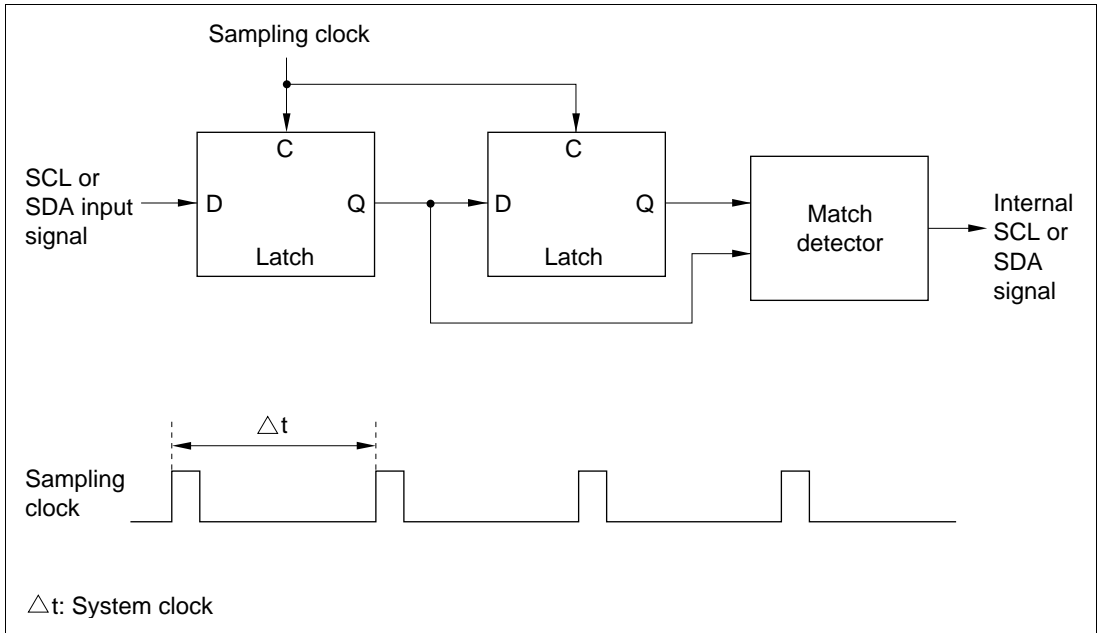 Sampling clock
C
C
SCL or
SDA input
signal
D
Q
D
Q
Latch
Latch
Match
detector
Internal
SCL or
SDA
signal
△t
Sampling
clock
△t: System clock